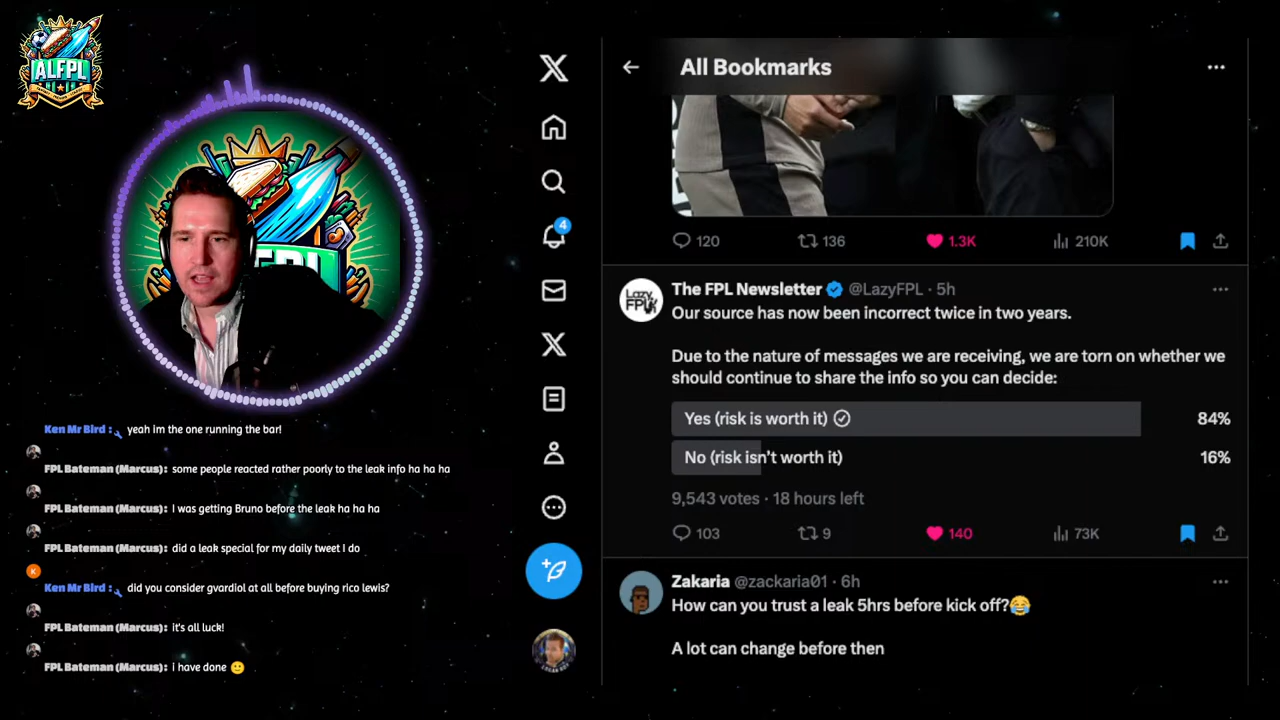 ALFPL
FPL
Ken Mr Bird : yeah im the one running the bar!
FPL Bateman (Marcus): some people reacted rather poorly to the leak info ha ha ha
FPL Bateman (Marcus): I was getting Bruno before the leak ha ha ha
FPL Bateman (Marcus): did a leak special for my daily tweet I do
K
Ken Mr Bird : did you consider gvardiol at all before buying rico lewis?
FPL Bateman (Marcus): it's all luck!
FPL Bateman (Marcus): i have done 🙂
4
All Bookmarks
120 136 1.3K 210K
Lazy
FPL
The FPL Newsletter @LazyFPL · 5h
Our source has now been incorrect twice in two years.
Due to the nature of messages we are receiving, we are torn on whether we
should continue to share the info so you can decide:
Yes (risk is worth it) 84%
No (risk isn't worth it) 16%
9,543 votes · 18 hours left
103 9 140 73K
Zakaria @zackaria01 · 6h
How can you trust a leak 5hrs before kick off?😂
A lot can change before then